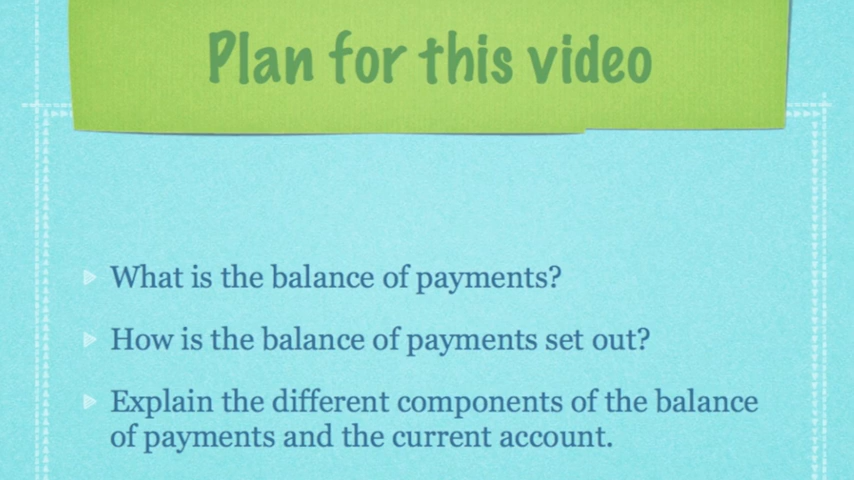 Plan for this video
What is the balance of payments?
How is the balance of payments set out?
Explain the different components of the balance
of payments and the current account.